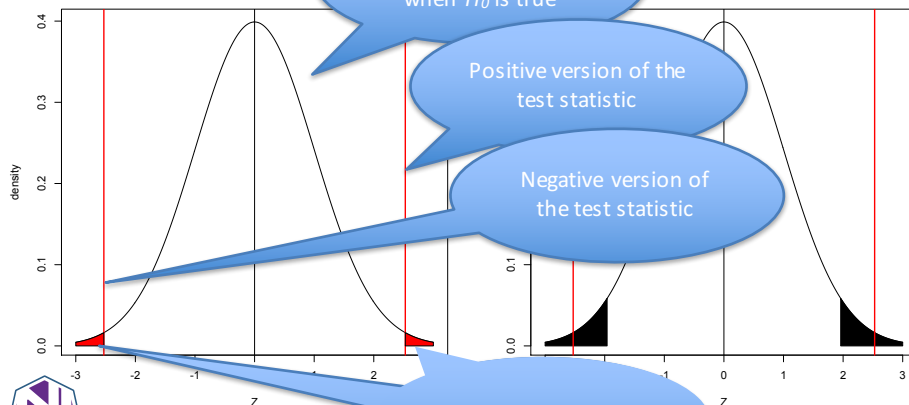 when H₀ is true
Positive version of the
test statistic
Negative version of
the test statistic
density
0.0
0.1
0.2
0.3
0.4
-3
-2
-1
0
1
2
Z
0.0
0.1
-1
0
1
2
3
Z